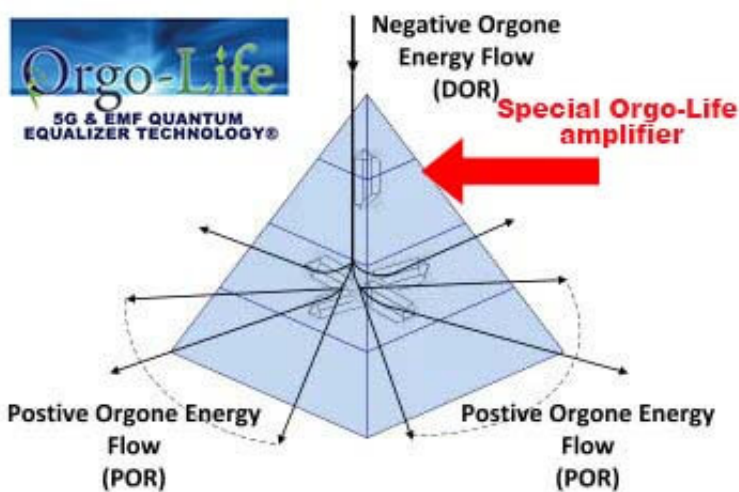 Orgo-Life
5G & EMF QUANTUM
EQUALIZER TECHNOLOGY®
Negative Orgone
Energy Flow
(DOR)
Special Orgo-Life
amplifier
Postive Orgone Energy
Flow
(POR)
Postive Orgone Energy
Flow
(POR)